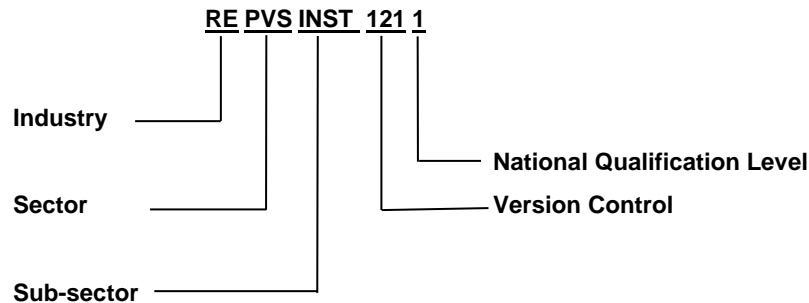 RE PVS INST 121 1
Industry
National Qualification Level
Sector
Version Control
Sub-sector